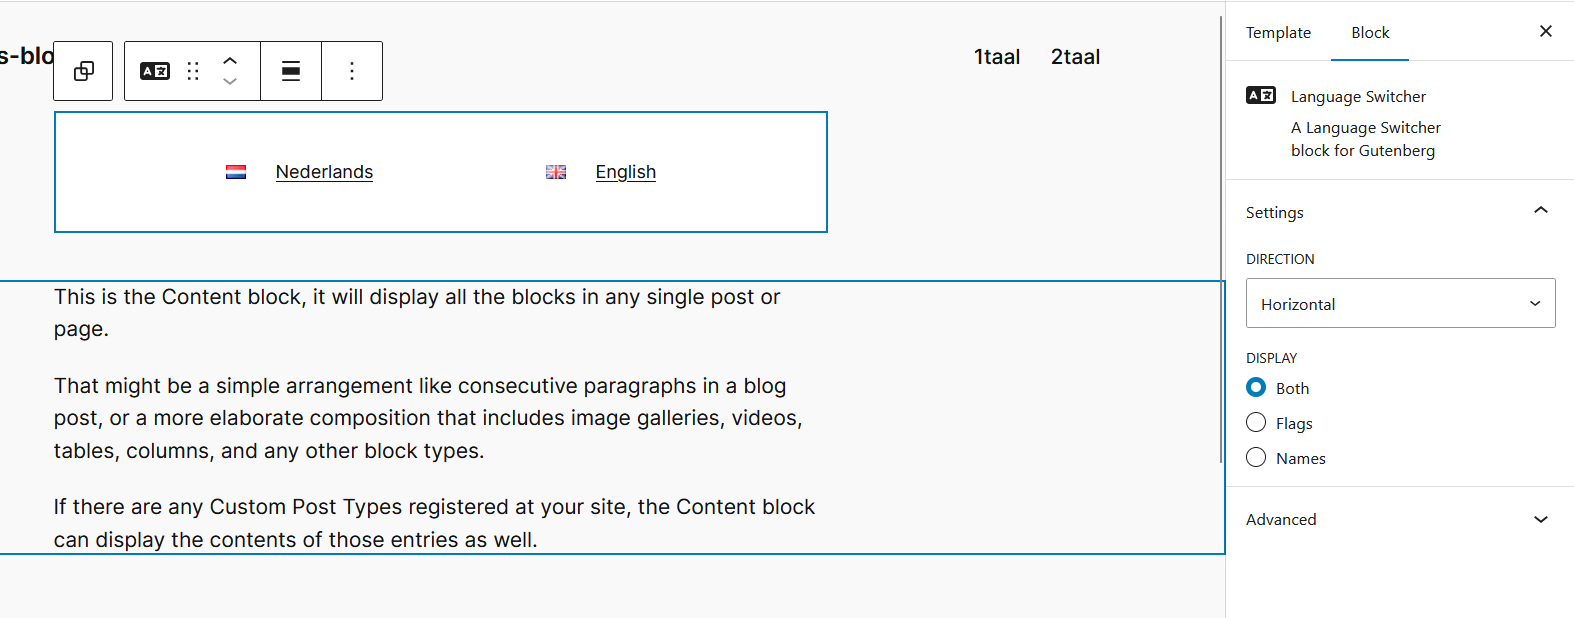 s-blo
1taal 2taal
Nederlands English
This is the Content block, it will display all the blocks in any single post or
page.
That might be a simple arrangement like consecutive paragraphs in a blog
post, or a more elaborate composition that includes image galleries, videos,
tables, columns, and any other block types.
If there are any Custom Post Types registered at your site, the Content block
can display the contents of those entries as well.
Template Block
Language Switcher
A Language Switcher
block for Gutenberg
Settings
DIRECTION
Horizontal
DISPLAY
Both
Flags
Names
Advanced